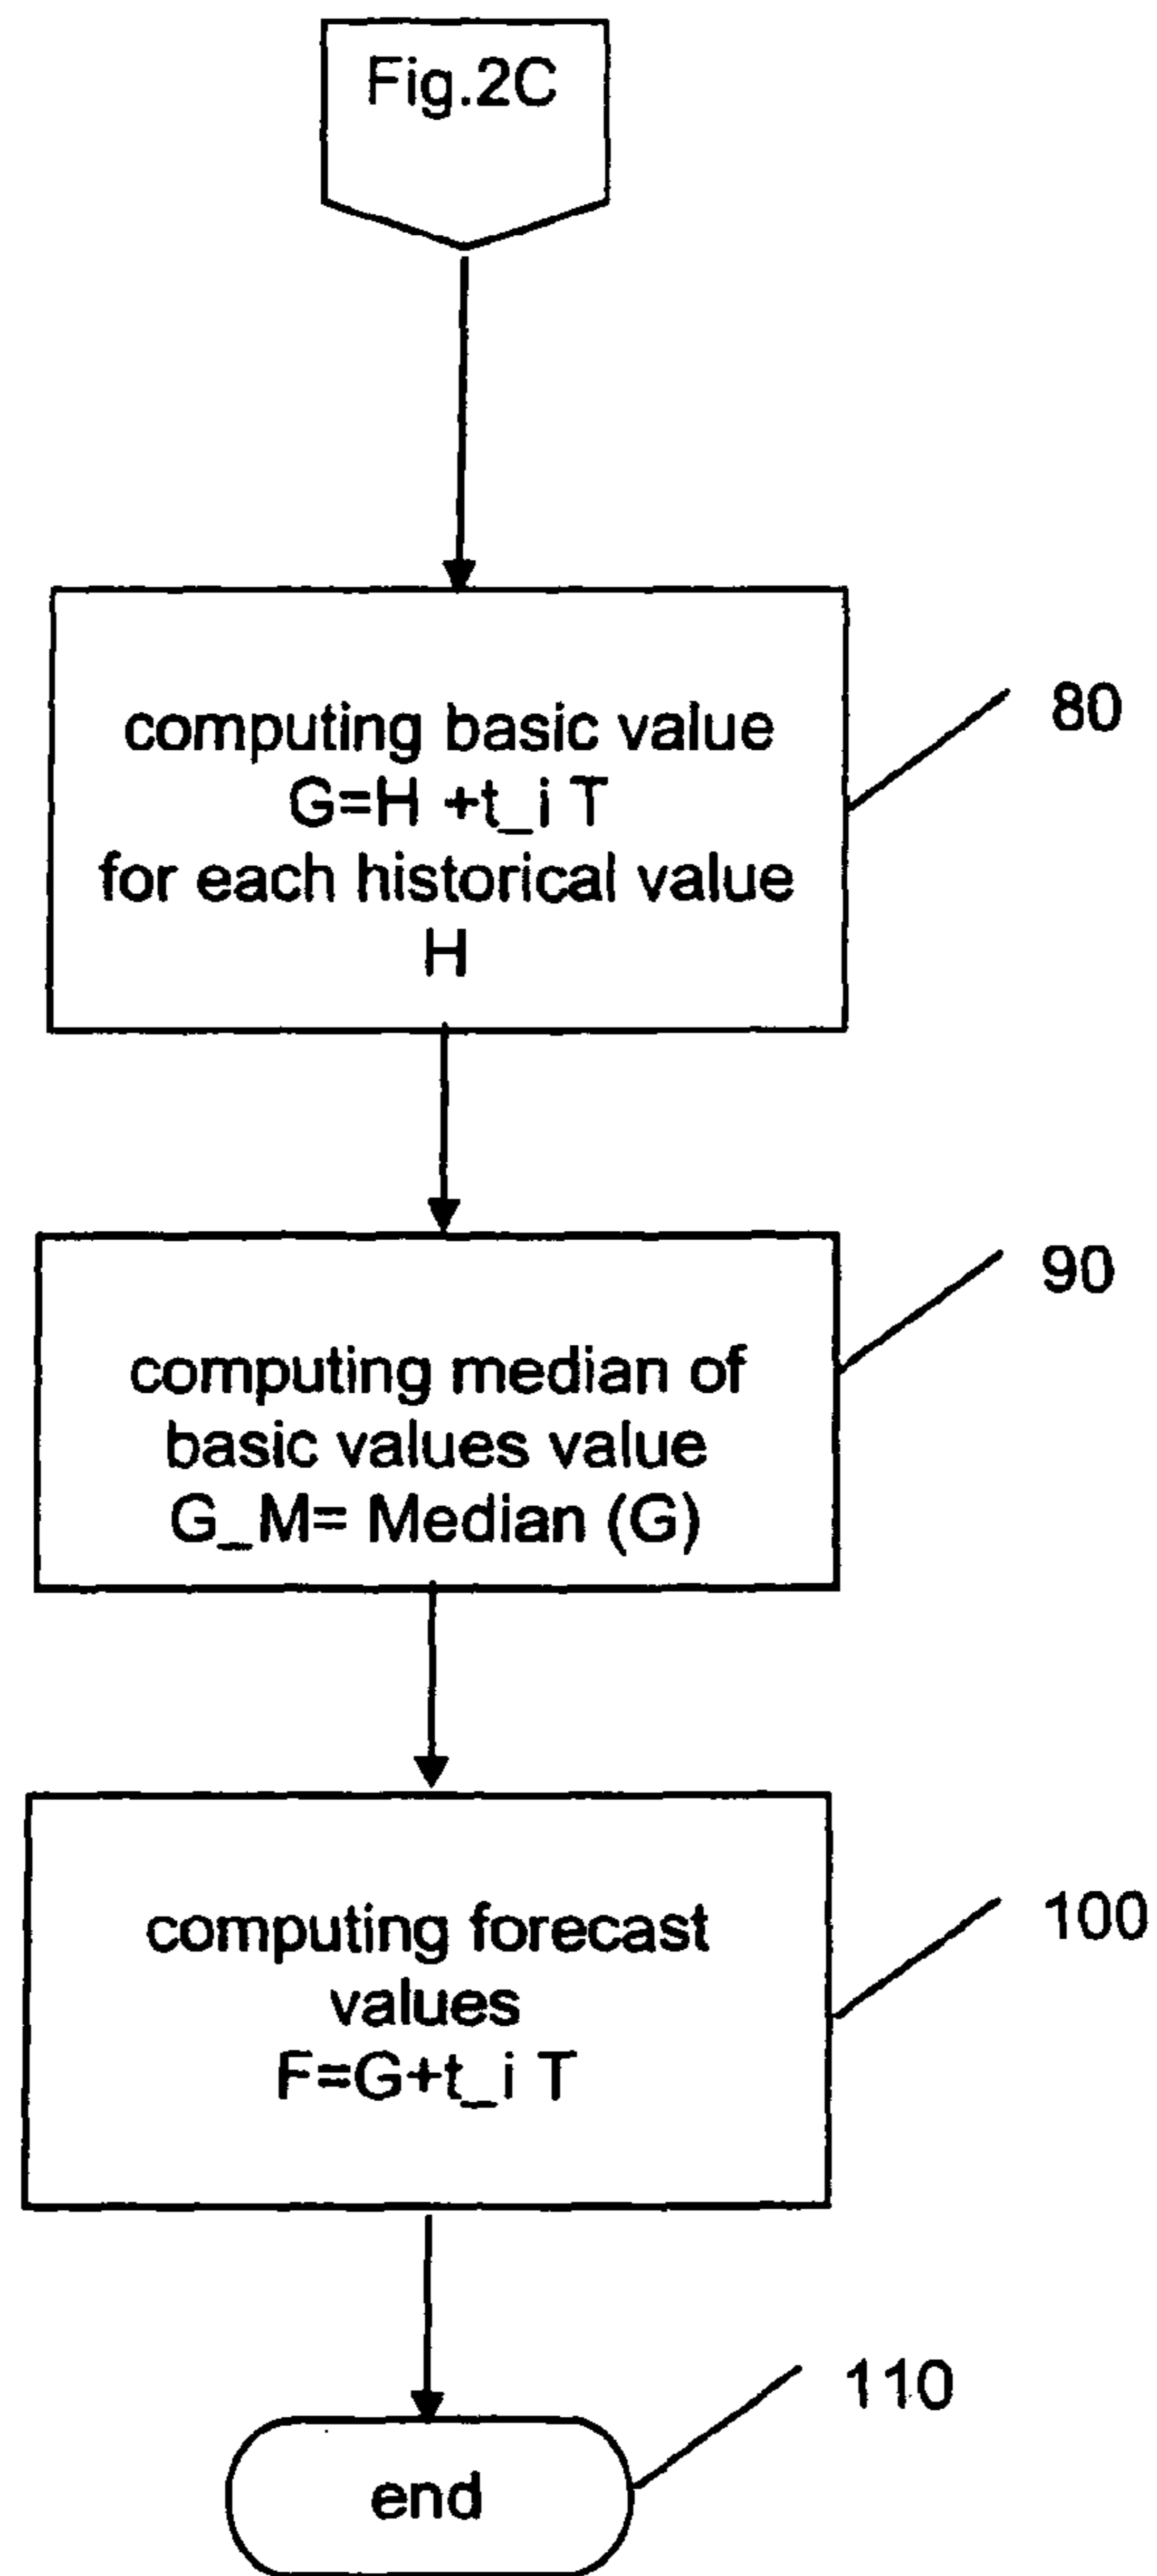 Fig.2C
computing basic value
G=H +t_i T
for each historical value
H
80
computing median of
basic values value
G_M= Median (G)
90
computing forecast
values
F=G+t_i T
100
end
110